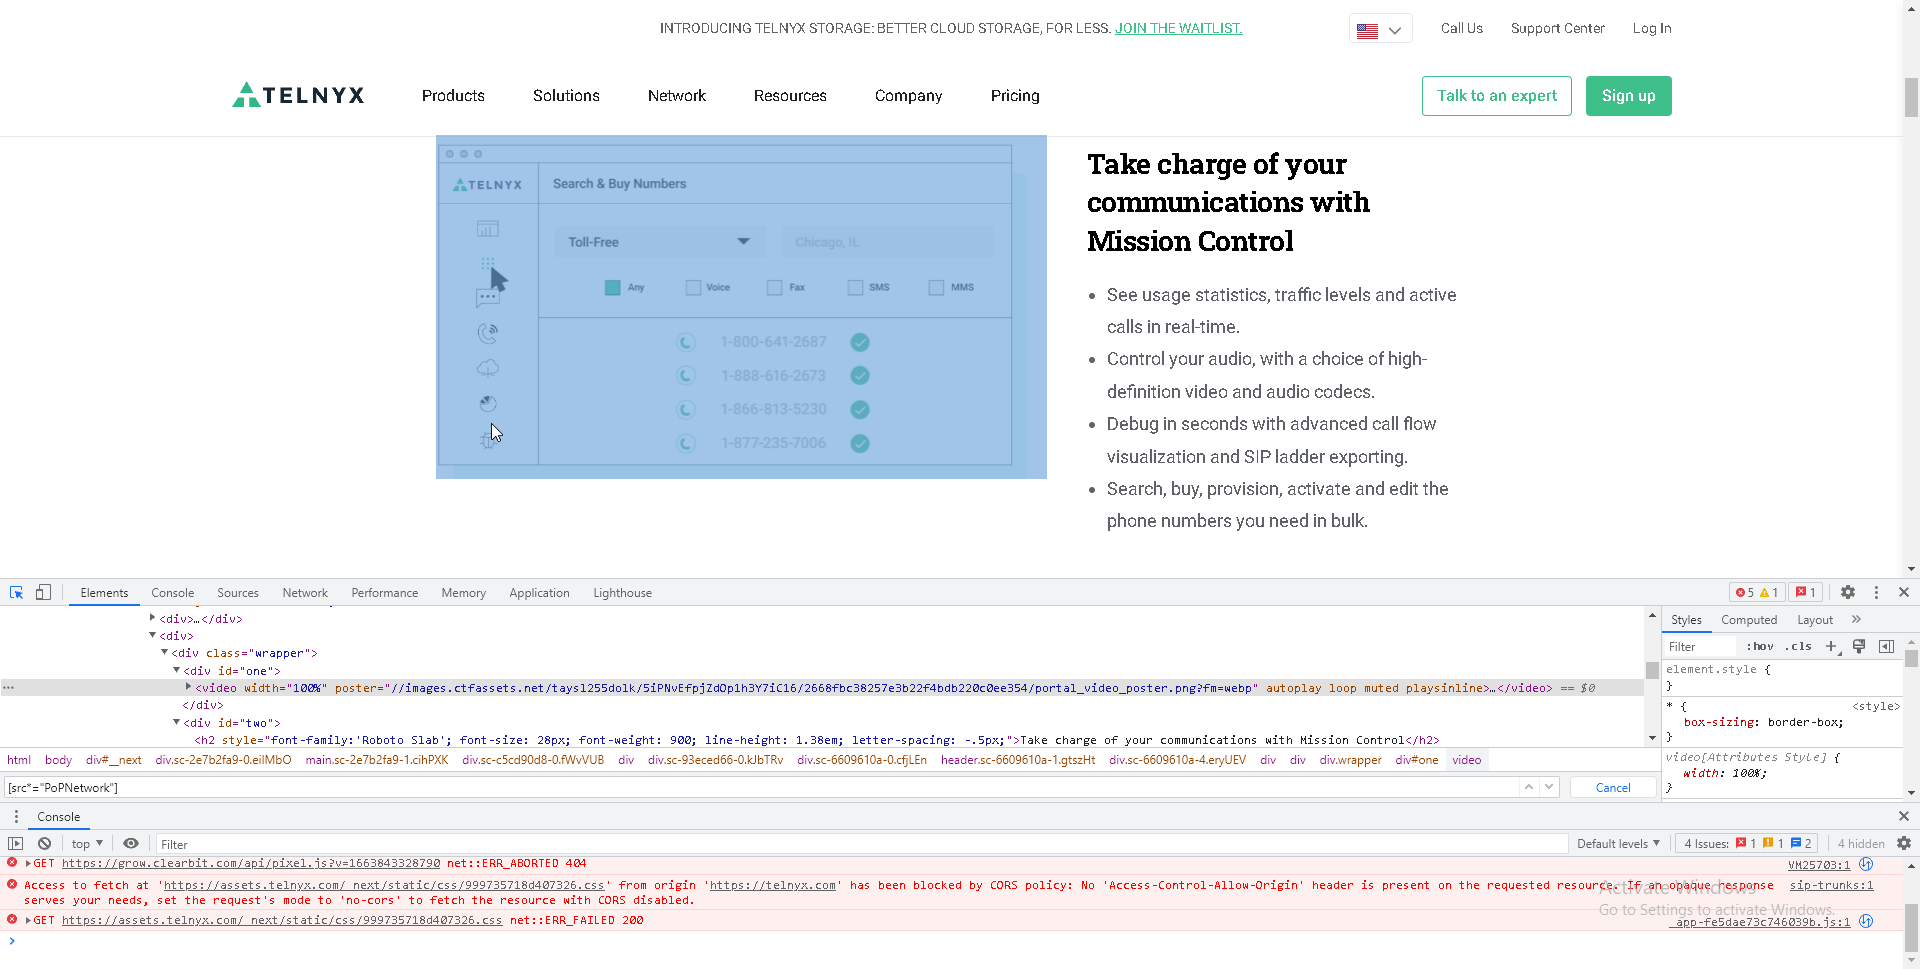 INTRODUCING TELNYX STORAGE: BETTER CLOUD STORAGE, FOR LESS. JOIN THE WAITLIST.
Call Us
Support Center
Log In
TELNYX
Products
Solutions
Network
Resources
Company
Pricing
Talk to an expert
Sign up
TELNYX
Search & Buy Numbers
Toll-Free
Chicago, IL
Any
Voice
Fax
SMS
MMS
1-800-641-2687
1-888-616-2673
1-866-813-5230
1-877-235-7006
Take charge of your
communications with
Mission Control
• See usage statistics, traffic levels and active
calls in real-time.
• Control your audio, with a choice of high-
definition video and audio codecs.
• Debug in seconds with advanced call flow
visualization and SIP ladder exporting.
• Search, buy, provision, activate and edit the
phone numbers you need in bulk.
Elements
Console
Sources
Network
Performance
Memory
Application
Lighthouse
5
1
1
<div>…</div>
<div>
<div class="wrapper">
<div id="one">
<video width="100%" poster="//images.ctfassets.net/taysl255dolk/5iPNvEfpjZdOp1h3Y7iC16/2668fbc38257e3b22f4bdb220c0ee354/portal_video_poster.png?fm=webp" autoplay loop muted playsinline>…</video> == $0
</div>
<div id="two">
<h2 style="font-family:'Roboto Slab'; font-size: 28px; font-weight: 900; line-height: 1.38em; letter-spacing: -.5px;">Take charge of your communications with Mission Control</h2>
html body div#__next div.sc-2e7b2fa9-0.eiIMbO main.sc-2e7b2fa9-1.cihPXK div.sc-c5cd90d8-0.fWvVUB div div.sc-93eced66-0.kJbTRv div.sc-6609610a-0.cfjLEn header.sc-6609610a-1.gtszHt div.sc-6609610a-4.eryUEV div div div.wrapper div#one video
[src*="PoPNetwork"]
Cancel
Styles
Computed
Layout
Filter
:hov
.cls
element.style {
}
* {
<style>
box-sizing: border-box;
}
video[Attributes Style] {
width: 100%;
}
Console
top
Filter
Default levels
4 Issues:
1
1
2
4 hidden
GET https://grow.clearbit.com/api/pixel.js?v=1663843328790 net::ERR_ABORTED 404
VM25703:1
Access to fetch at 'https://assets.telnyx.com/_next/static/css/999735718d407326.css' from origin 'https://telnyx.com' has been blocked by CORS policy: No 'Access-Control-Allow-Origin' header is present on the requested resource. If an opaque response
sip-trunks:1
serves your needs, set the request's mode to 'no-cors' to fetch the resource with CORS disabled.
GET https://assets.telnyx.com/_next/static/css/999735718d407326.css net::ERR_FAILED 200
_app-fe5dae73c746039b.js:1
Activate Windows
Go to Settings to activate Windows.